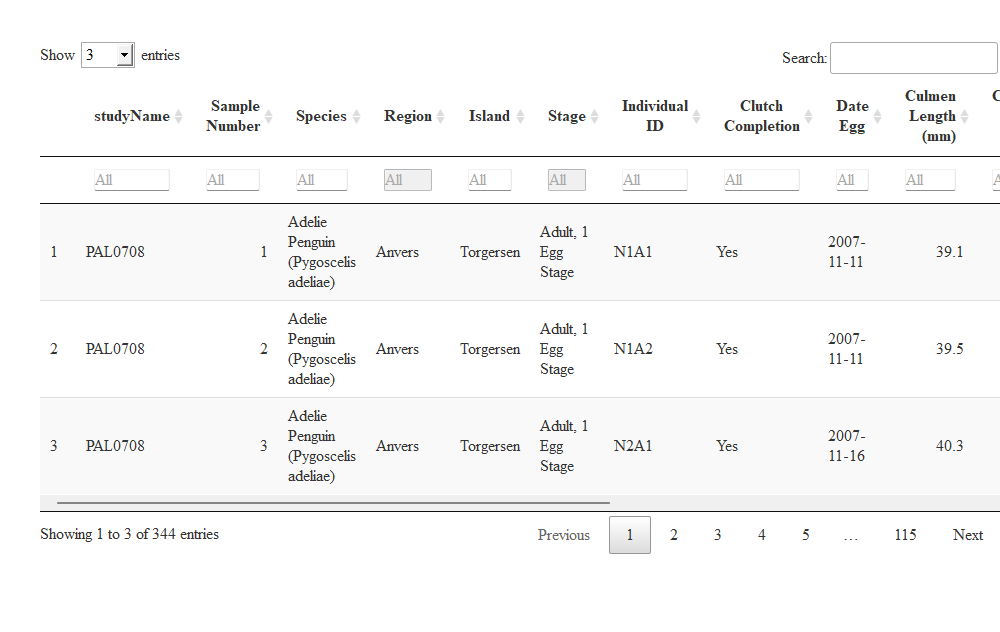 Show 3 entries
Search:
studyName Sample Number Species Region Island Stage Individual ID Clutch Completion Date Egg Culmen Length (mm) C
All All All All All All All All All All A
1 PAL0708 1 Adelie Penguin (Pygoscelis adeliae) Anvers Torgersen Adult, 1 Egg Stage N1A1 Yes 2007-11-11 39.1
2 PAL0708 2 Adelie Penguin (Pygoscelis adeliae) Anvers Torgersen Adult, 1 Egg Stage N1A2 Yes 2007-11-11 39.5
3 PAL0708 3 Adelie Penguin (Pygoscelis adeliae) Anvers Torgersen Adult, 1 Egg Stage N2A1 Yes 2007-11-16 40.3
Showing 1 to 3 of 344 entries
Previous 1 2 3 4 5 … 115 Next